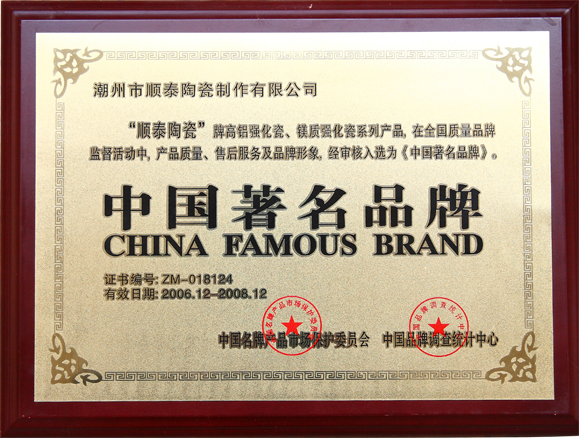 潮州市顺泰陶瓷制作有限公司
“顺泰陶瓷”牌高铝强化瓷、镁质强化瓷系列产品，在全国质量品牌
监督活动中，产品质量、售后服务及品牌形象，经审核入选为《中国著名品牌》。
中国著名品牌
CHINA FAMOUS BRAND
证书编号: ZM-018124
有效日期: 2006.12-2008.12
中国名牌产品市场保护委员会 中国品牌调查统计中心